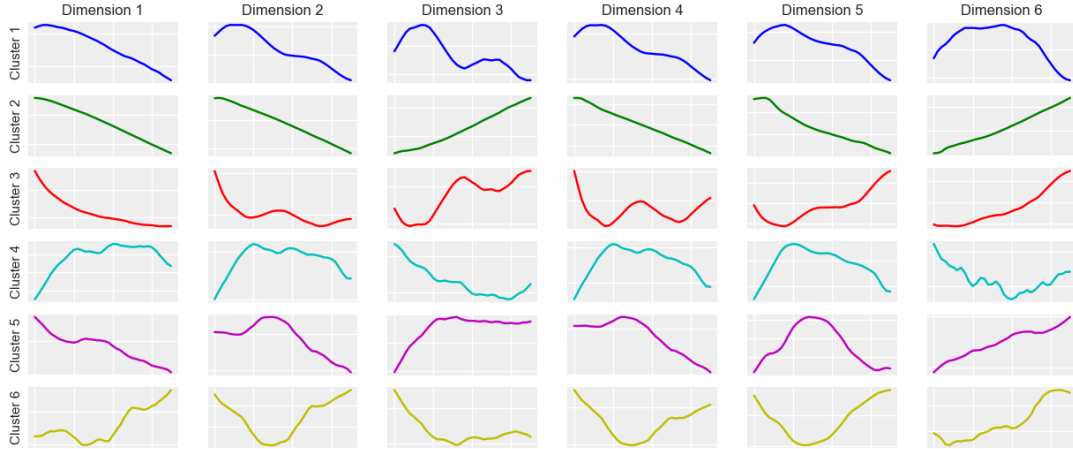 Dimension 1 Dimension 2 Dimension 3 Dimension 4 Dimension 5 Dimension 6
Cluster 1
Cluster 2
Cluster 3
Cluster 4
Cluster 5
Cluster 6